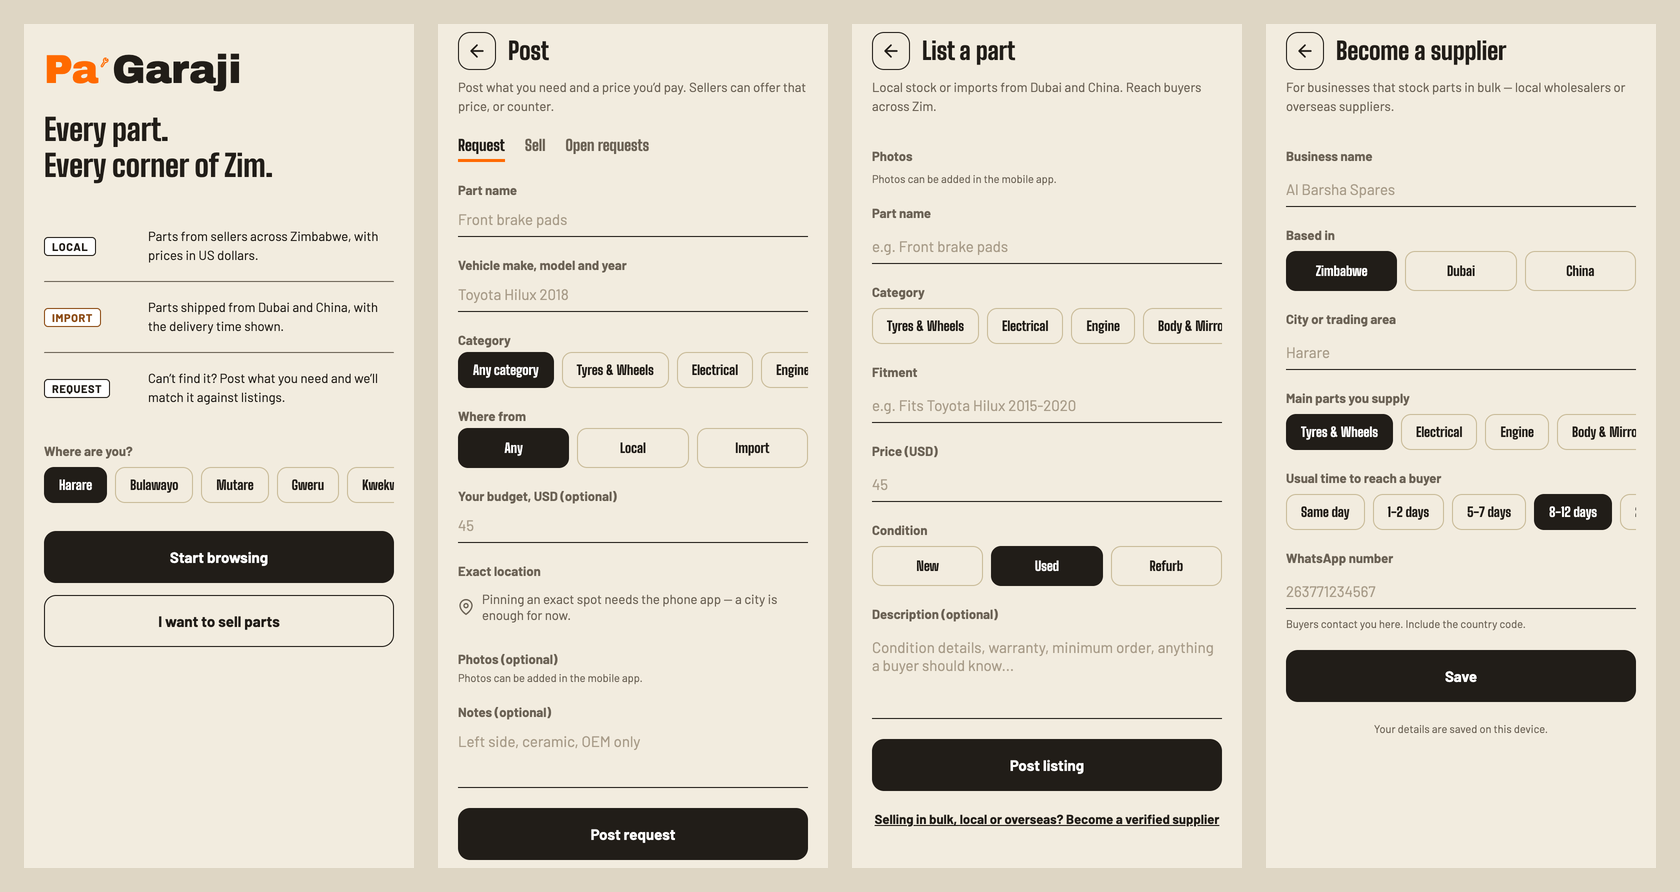 Pa'Garaji
Every part.
Every corner of Zim.
LOCAL
Parts from sellers across Zimbabwe, with
prices in US dollars.
IMPORT
Parts shipped from Dubai and China, with
the delivery time shown.
REQUEST
Can't find it? Post what you need and we'll
match it against listings.
Where are you?
Harare Bulawayo Mutare Gweru Kwekw
Start browsing
I want to sell parts
Post
Post what you need and a price you'd pay. Sellers can offer that
price, or counter.
Request Sell Open requests
Part name
Front brake pads
Vehicle make, model and year
Toyota Hilux 2018
Category
Any category Tyres & Wheels Electrical Engine
Where from
Any Local Import
Your budget, USD (optional)
45
Exact location
Pinning an exact spot needs the phone app — a city is
enough for now.
Photos (optional)
Photos can be added in the mobile app.
Notes (optional)
Left side, ceramic, OEM only
Post request
List a part
Local stock or imports from Dubai and China. Reach buyers
across Zim.
Photos
Photos can be added in the mobile app.
Part name
e.g. Front brake pads
Category
Tyres & Wheels Electrical Engine Body & Mirro
Fitment
e.g. Fits Toyota Hilux 2015-2020
Price (USD)
45
Condition
New Used Refurb
Description (optional)
Condition details, warranty, minimum order, anything
a buyer should know...
Post listing
Selling in bulk, local or overseas? Become a verified supplier
Become a supplier
For businesses that stock parts in bulk — local wholesalers or
overseas suppliers.
Business name
Al Barsha Spares
Based in
Zimbabwe Dubai China
City or trading area
Harare
Main parts you supply
Tyres & Wheels Electrical Engine Body & Mirro
Usual time to reach a buyer
Same day 1-2 days 5-7 days 8-12 days
WhatsApp number
263771234567
Buyers contact you here. Include the country code.
Save
Your details are saved on this device.